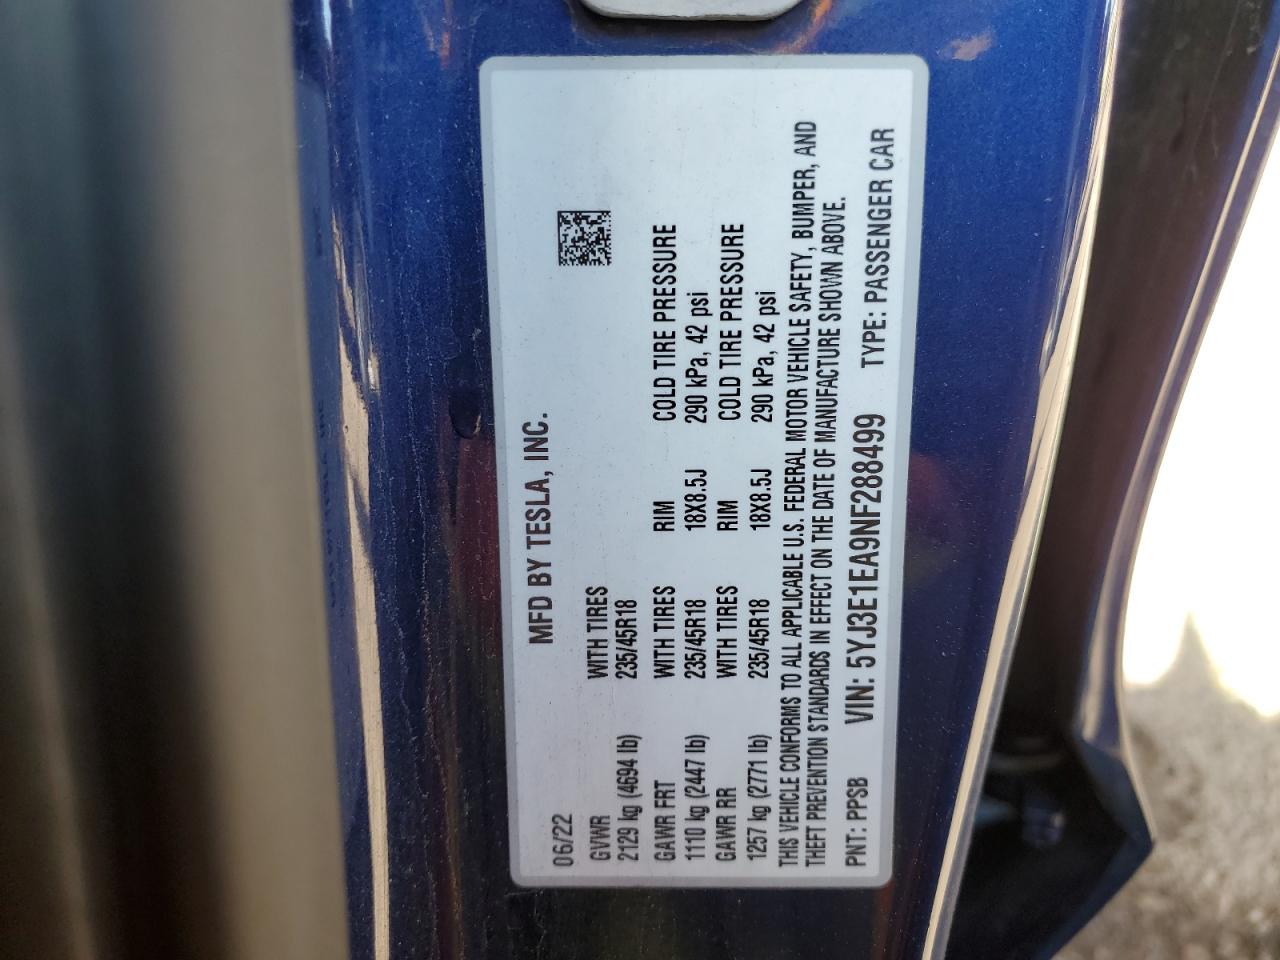 MFD BY TESLA, INC.
06/22
GVWR WITH TIRES
2129 kg (4694 lb) 235/45R18
GAWR FRT WITH TIRES RIM COLD TIRE PRESSURE
1110 kg (2447 lb) 235/45R18 18X8.5J 290 kPa, 42 psi
GAWR RR WITH TIRES RIM COLD TIRE PRESSURE
1257 kg (2771 lb) 235/45R18 18X8.5J 290 kPa, 42 psi
THIS VEHICLE CONFORMS TO ALL APPLICABLE U.S. FEDERAL MOTOR VEHICLE SAFETY, BUMPER, AND
THEFT PREVENTION STANDARDS IN EFFECT ON THE DATE OF MANUFACTURE SHOWN ABOVE.
PNT: PPSB VIN: 5YJ3E1EA9NF288499 TYPE: PASSENGER CAR